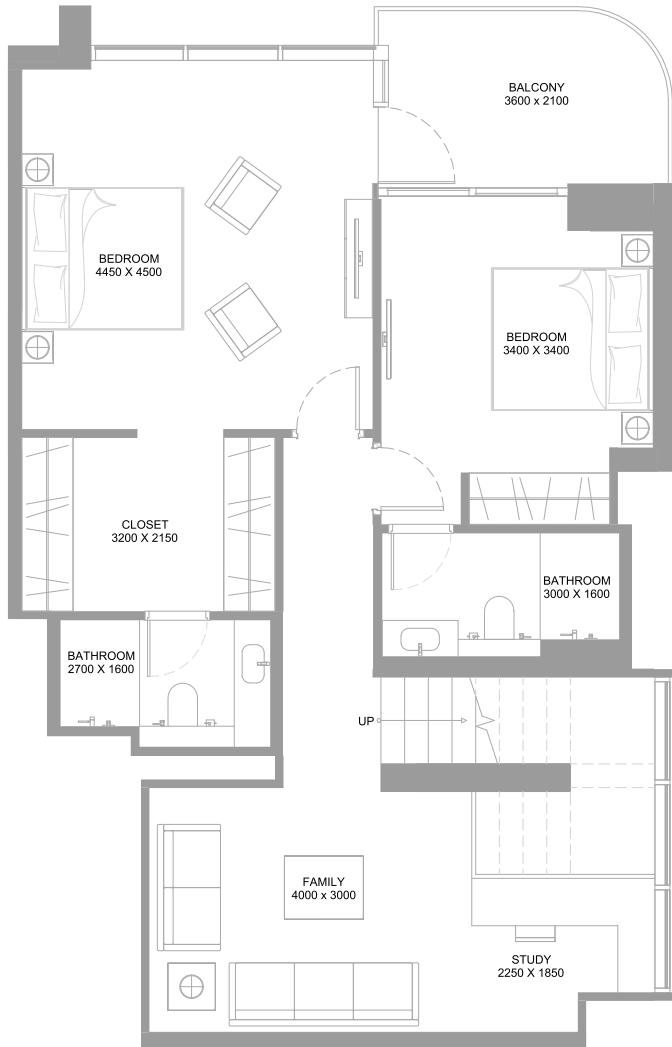 BALCONY
3600 x 2100
BEDROOM
4450 X 4500
BEDROOM
3400 X 3400
CLOSET
3200 X 2150
BATHROOM
3000 X 1600
BATHROOM
2700 X 1600
UP
FAMILY
4000 x 3000
STUDY
2250 X 1850